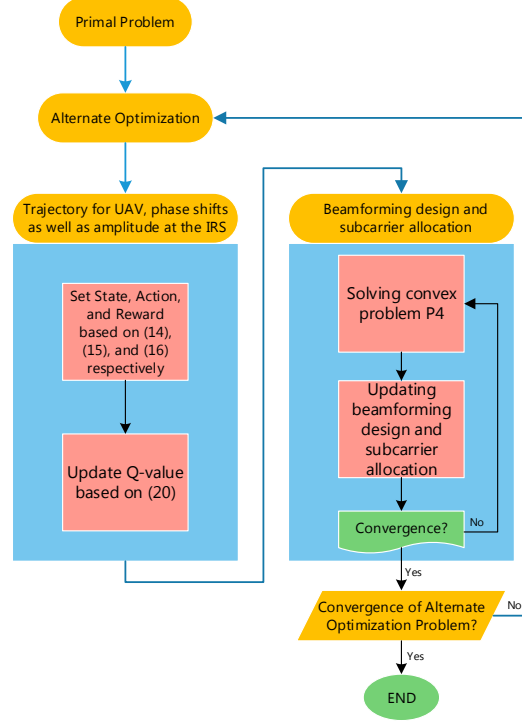 Primal Problem
Alternate Optimization
Trajectory for UAV, phase shifts
as well as amplitude at the IRS
Set State, Action,
and Reward
based on (14),
(15), and (16)
respectively
Update Q-value
based on (20)
Beamforming design and
subcarrier allocation
Solving convex
problem P4
Updating
beamforming
design and
subcarrier
allocation
Convergence?
No
Yes
Convergence of Alternate
Optimization Problem?
No
Yes
END